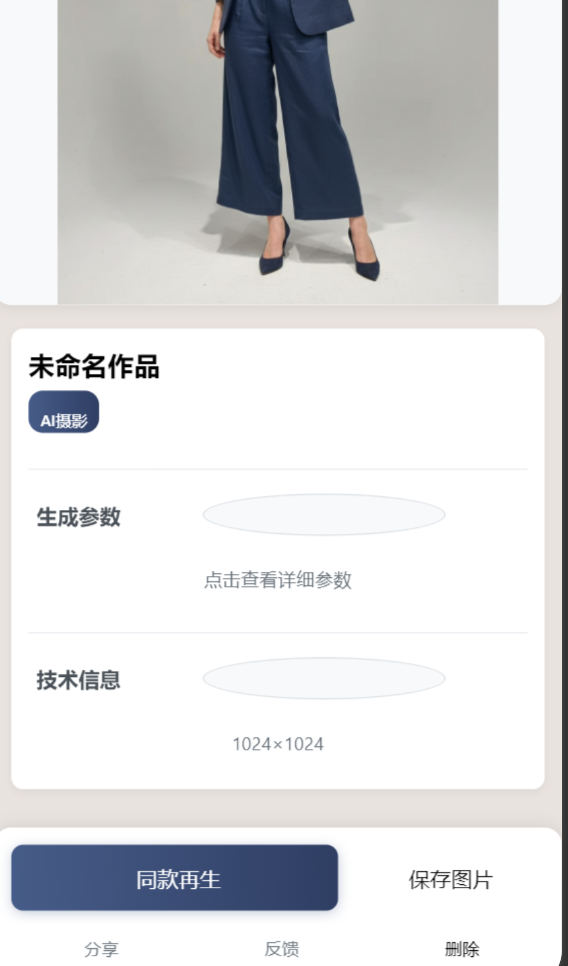 未命名作品
AI摄影
生成参数
点击查看详细参数
技术信息
1024×1024
同款再生
保存图片
分享
反馈
删除